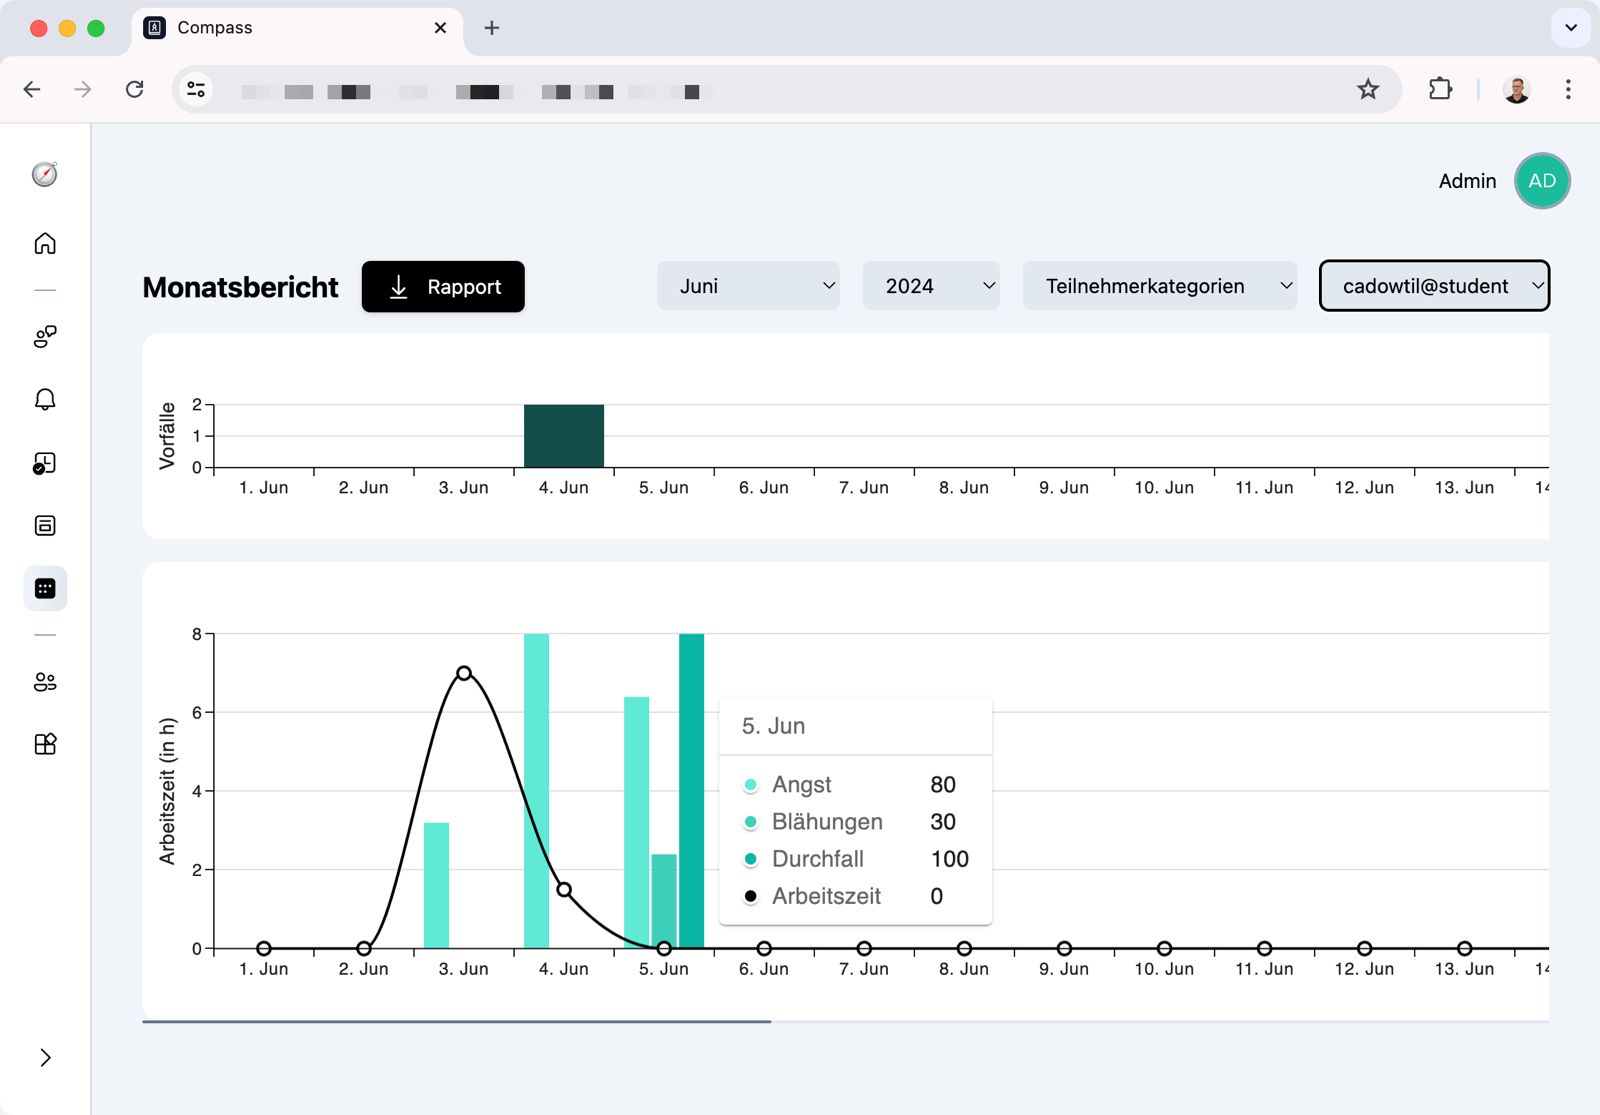 Compass
Admin
AD
Monatsbericht
Rapport
Juni
2024
Teilnehmerkategorien
cadowtil@student
Vorfälle
2
1
0
1. Jun 2. Jun 3. Jun 4. Jun 5. Jun 6. Jun 7. Jun 8. Jun 9. Jun 10. Jun 11. Jun 12. Jun 13. Jun
Arbeitszeit (in h)
8
6
4
2
0
5. Jun
Angst 80
Blähungen 30
Durchfall 100
Arbeitszeit 0
1. Jun 2. Jun 3. Jun 4. Jun 5. Jun 6. Jun 7. Jun 8. Jun 9. Jun 10. Jun 11. Jun 12. Jun 13. Jun